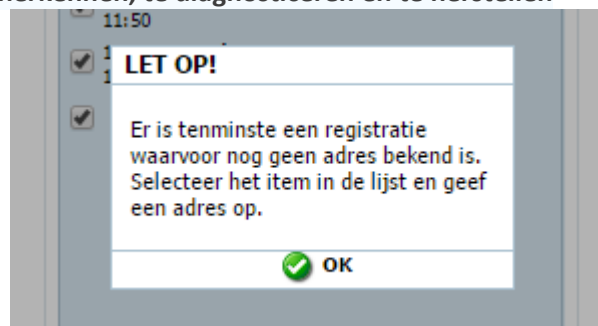 herkennen, te diagnosticeren en te herstellen
11:50
LET OP!
Er is tenminste een registratie
waarvoor nog geen adres bekend is.
Selecteer het item in de lijst en geef
een adres op.
OK